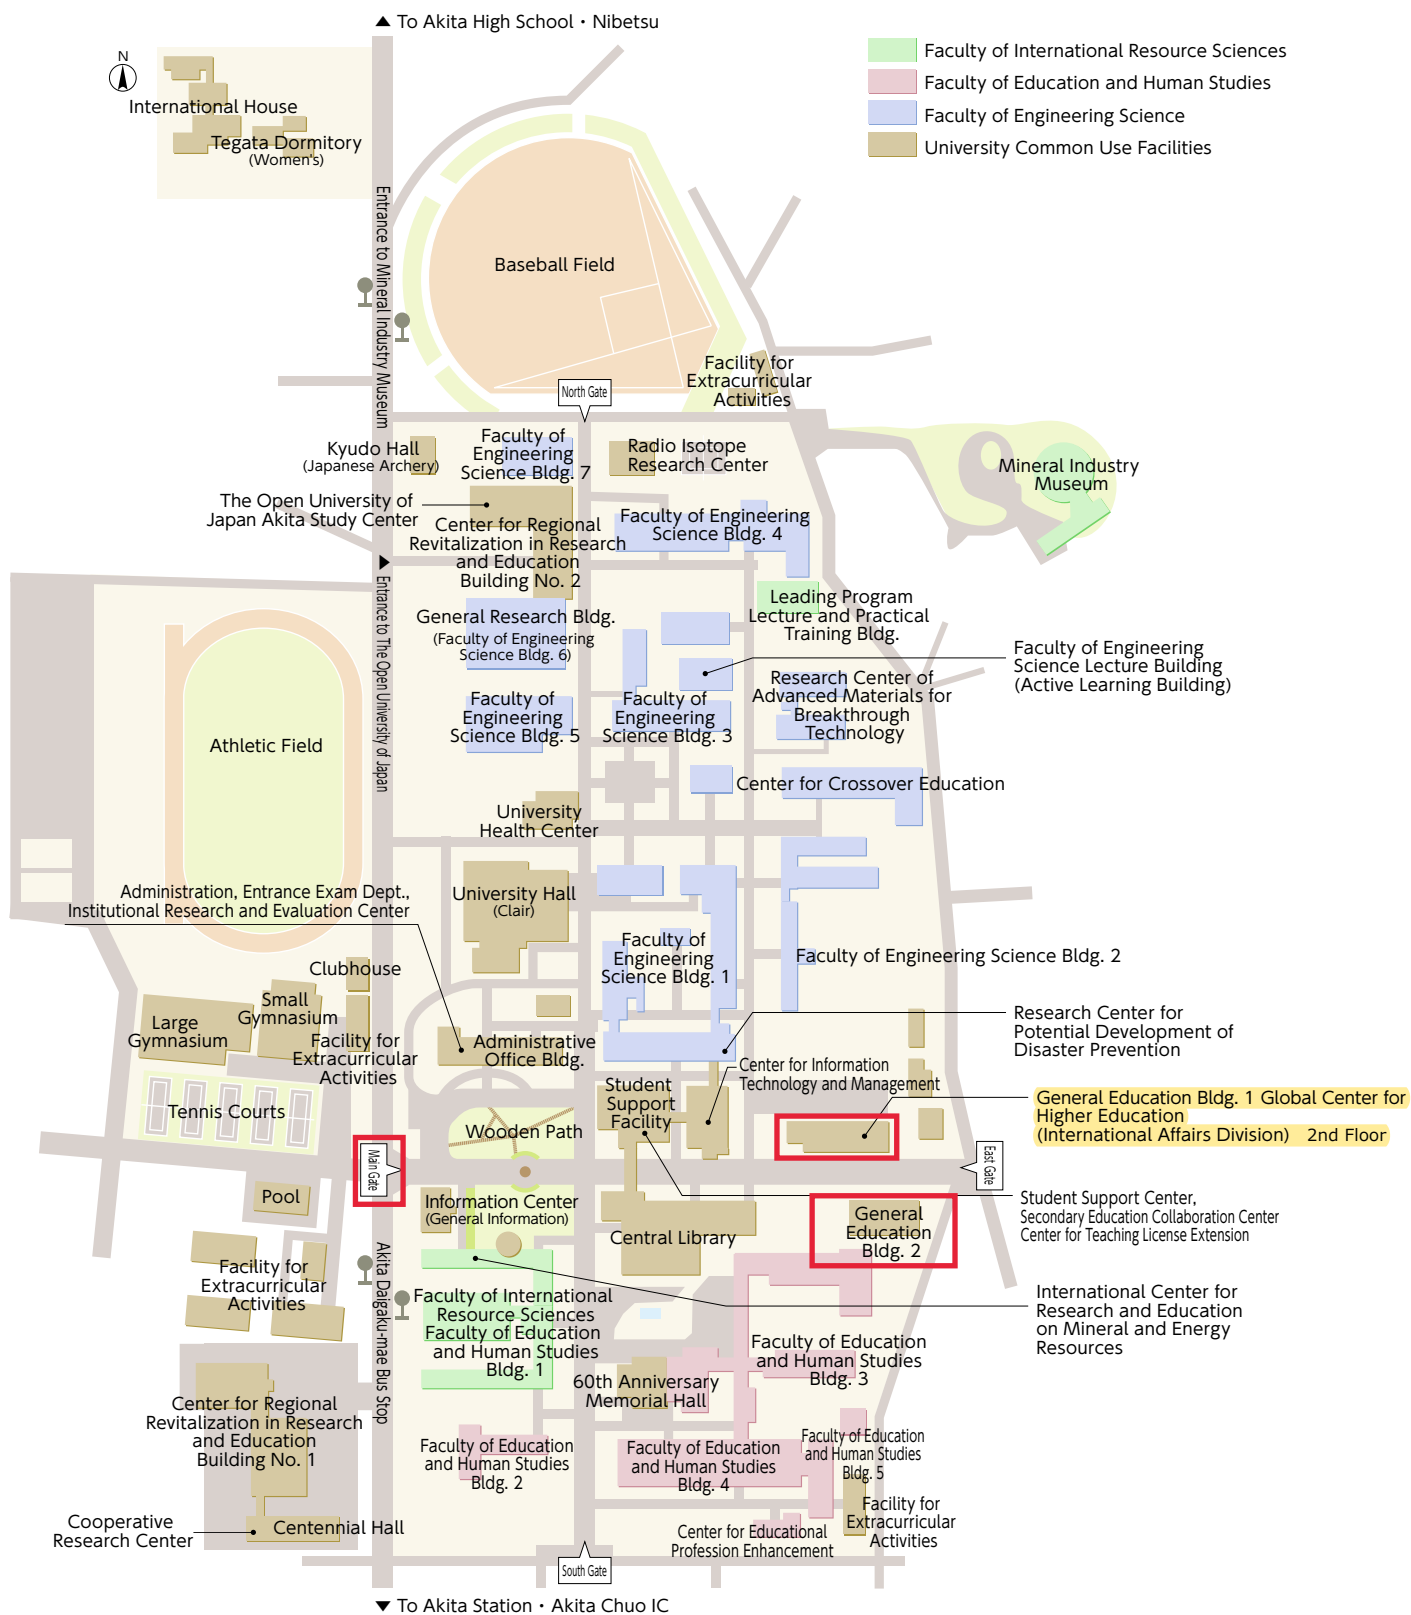 ▲ To Akita High School・Nibetsu
N
International House
Tegata Dormitory
(Women's)
Faculty of International Resource Sciences
Faculty of Education and Human Studies
Faculty of Engineering Science
University Common Use Facilities
Entrance to Mineral Industry Museum
Baseball Field
Facility for
Extracurricular
Activities
North Gate
Kyudo Hall
(Japanese Archery)
Faculty of
Engineering
Science Bldg. 7
Radio Isotope
Research Center
Mineral Industry
Museum
The Open University of
Japan Akita Study Center
Center for Regional
Revitalization in Research
and Education
Building No. 2
Faculty of Engineering
Science Bldg. 4
▶ Entrance to The Open University of Japan
General Research Bldg.
(Faculty of Engineering
Science Bldg. 6)
Leading Program
Lecture and Practical
Training Bldg.
Faculty of Engineering
Science Lecture Building
(Active Learning Building)
Athletic Field
Faculty of
Engineering
Science Bldg. 5
Faculty of
Engineering
Science Bldg. 3
Research Center of
Advanced Materials for
Breakthrough
Technology
Center for Crossover Education
University
Health Center
Administration, Entrance Exam Dept.,
Institutional Research and Evaluation Center
University Hall
(Clair)
Faculty of
Engineering
Science Bldg. 1
Faculty of Engineering Science Bldg. 2
Clubhouse
Small
Gymnasium
Large
Gymnasium
Facility for
Extracurricular
Activities
Administrative
Office Bldg.
Research Center for
Potential Development of
Disaster Prevention
Center for Information
Technology and Management
Student
Support
Facility
Tennis Courts
Wooden Path
General Education Bldg. 1 Global Center for
Higher Education
(International Affairs Division) 2nd Floor
Main Gate
East Gate
Pool
Information Center
(General Information)
Central Library
General
Education
Bldg. 2
Student Support Center,
Secondary Education Collaboration Center
Center for Teaching License Extension
Facility for
Extracurricular
Activities
Akita Daigaku-mae Bus Stop
Faculty of International
Resource Sciences
Faculty of Education
and Human Studies
Bldg. 1
International Center for
Research and Education
on Mineral and Energy
Resources
Faculty of Education
and Human Studies
Bldg. 3
60th Anniversary
Memorial Hall
Center for Regional
Revitalization in Research
and Education
Building No. 1
Faculty of Education
and Human Studies
Bldg. 2
Faculty of Education
and Human Studies
Bldg. 4
Faculty of Education
and Human Studies
Bldg. 5
Cooperative
Research Center
Centennial Hall
Center for Educational
Profession Enhancement
Facility for
Extracurricular
Activities
South Gate
▼ To Akita Station・Akita Chuo IC